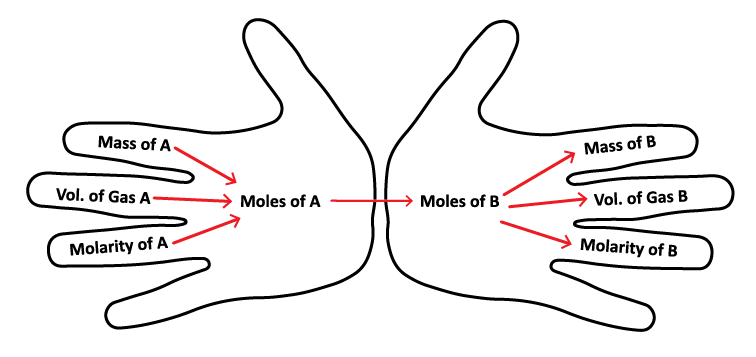 Mass of A
Vol. of Gas A
Molarity of A
Moles of A
Moles of B
Mass of B
Vol. of Gas B
Molarity of B